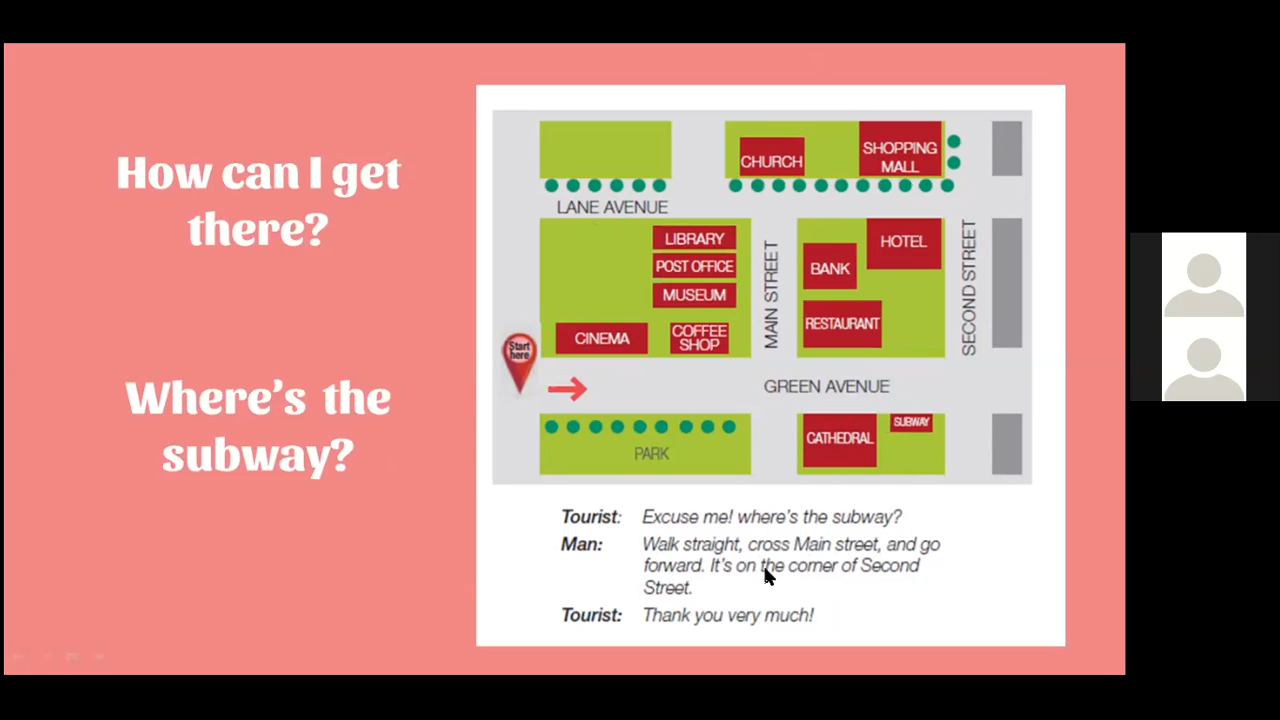 How can I get
there?
Where's the
subway?
CHURCH
SHOPPING
MALL
LANE AVENUE
LIBRARY
POST OFFICE
MUSEUM
CINEMA
COFFEE
SHOP
MAIN STREET
BANK
HOTEL
RESTAURANT
SECOND STREET
Start
here
GREEN AVENUE
PARK
CATHEDRAL
SUBWAY
Tourist: Excuse me! where's the subway?
Man: Walk straight, cross Main street, and go
forward. It's on the corner of Second
Street.
Tourist: Thank you very much!